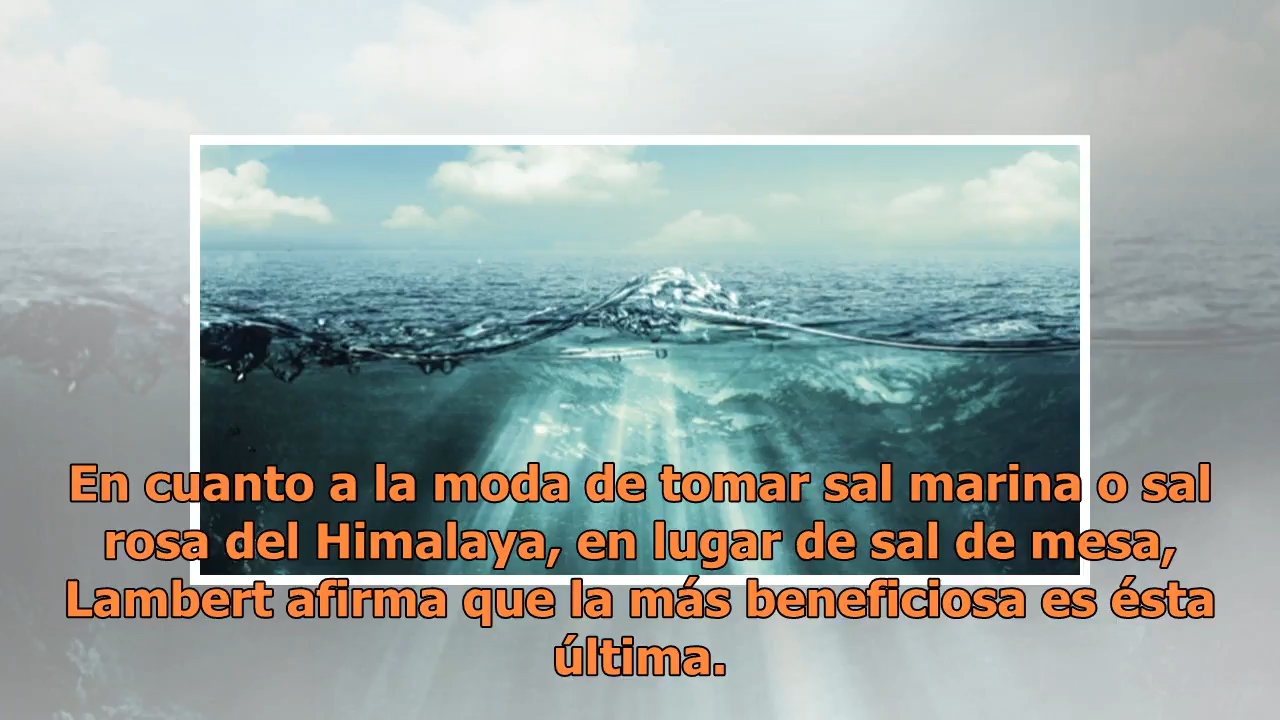 En cuanto a la moda de tomar sal marina o sal
rosa del Himalaya, en lugar de sal de mesa,
Lambert afirma que la más beneficiosa es ésta
última.